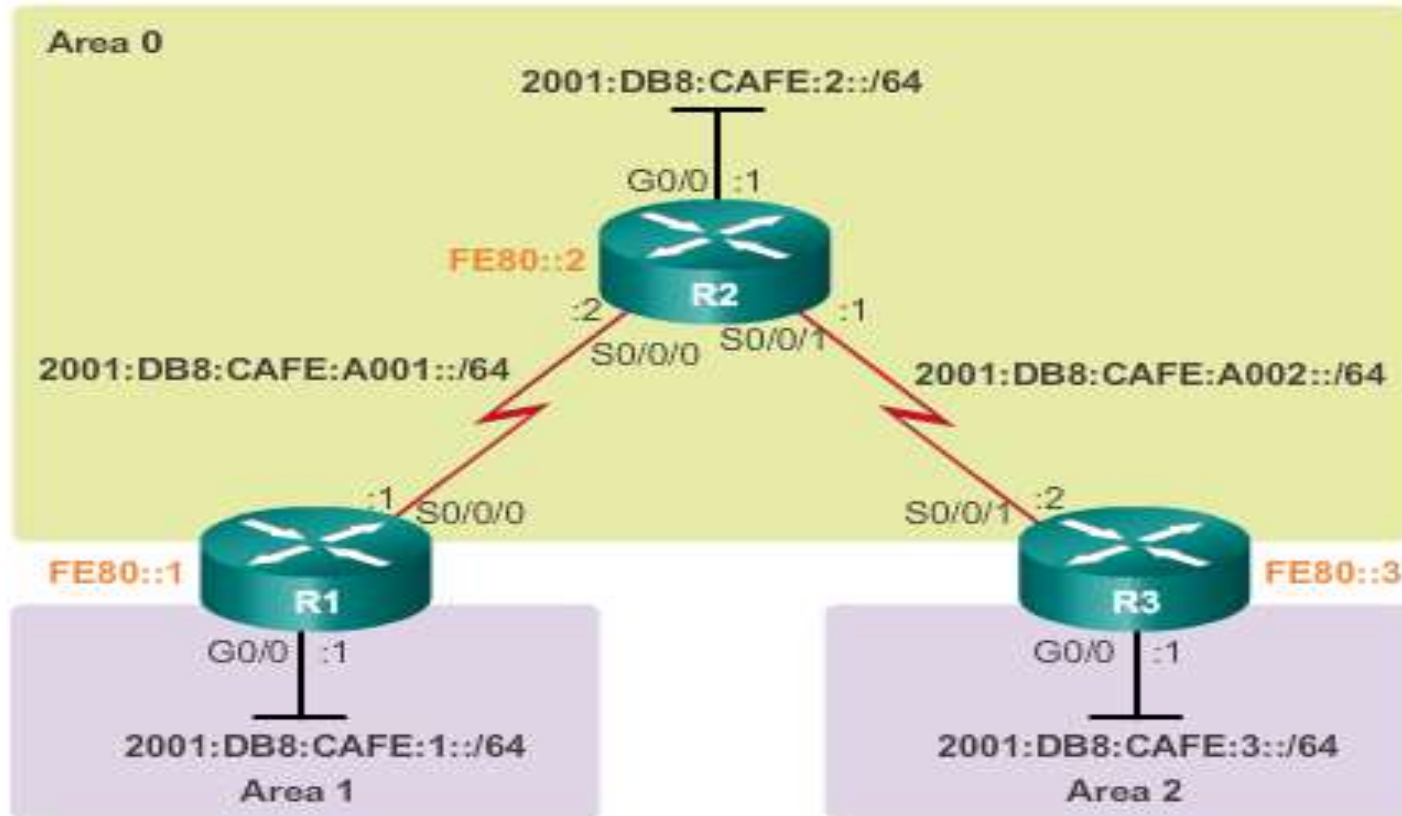 Area 0
2001:DB8:CAFE:2::/64
G0/0 :1
FE80::2
R2
:2
:1
S0/0/0
S0/0/1
2001:DB8:CAFE:A001::/64
2001:DB8:CAFE:A002::/64
:1
S0/0/0
S0/0/1
:2
FE80::1
R1
R3
FE80::3
G0/0 :1
G0/0 :1
2001:DB8:CAFE:1::/64
2001:DB8:CAFE:3::/64
Area 1
Area 2